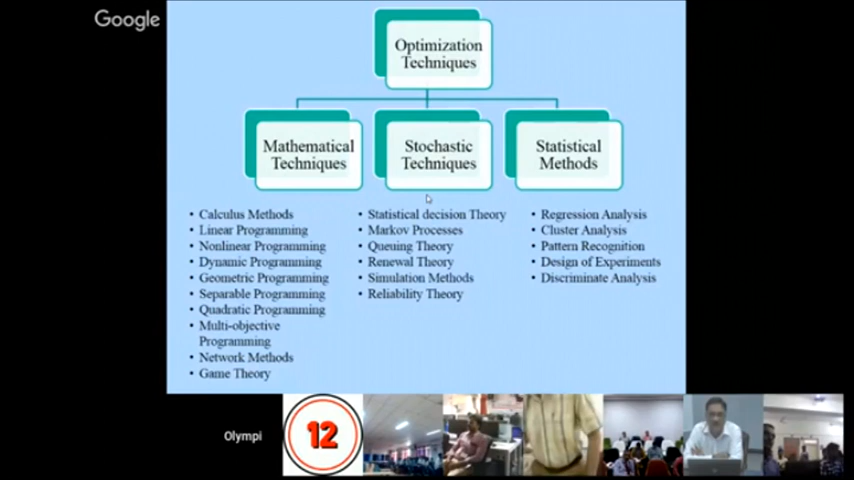 Google
Optimization
Techniques
Mathematical
Techniques
Stochastic
Techniques
Statistical
Methods
• Calculus Methods
• Linear Programming
• Nonlinear Programming
• Dynamic Programming
• Geometric Programming
• Separable Programming
• Quadratic Programming
• Multi-objective
Programming
• Network Methods
• Game Theory
• Statistical decision Theory
• Markov Processes
• Queuing Theory
• Renewal Theory
• Simulation Methods
• Reliability Theory
• Regression Analysis
• Cluster Analysis
• Pattern Recognition
• Design of Experiments
• Discriminate Analysis
Olympi
12